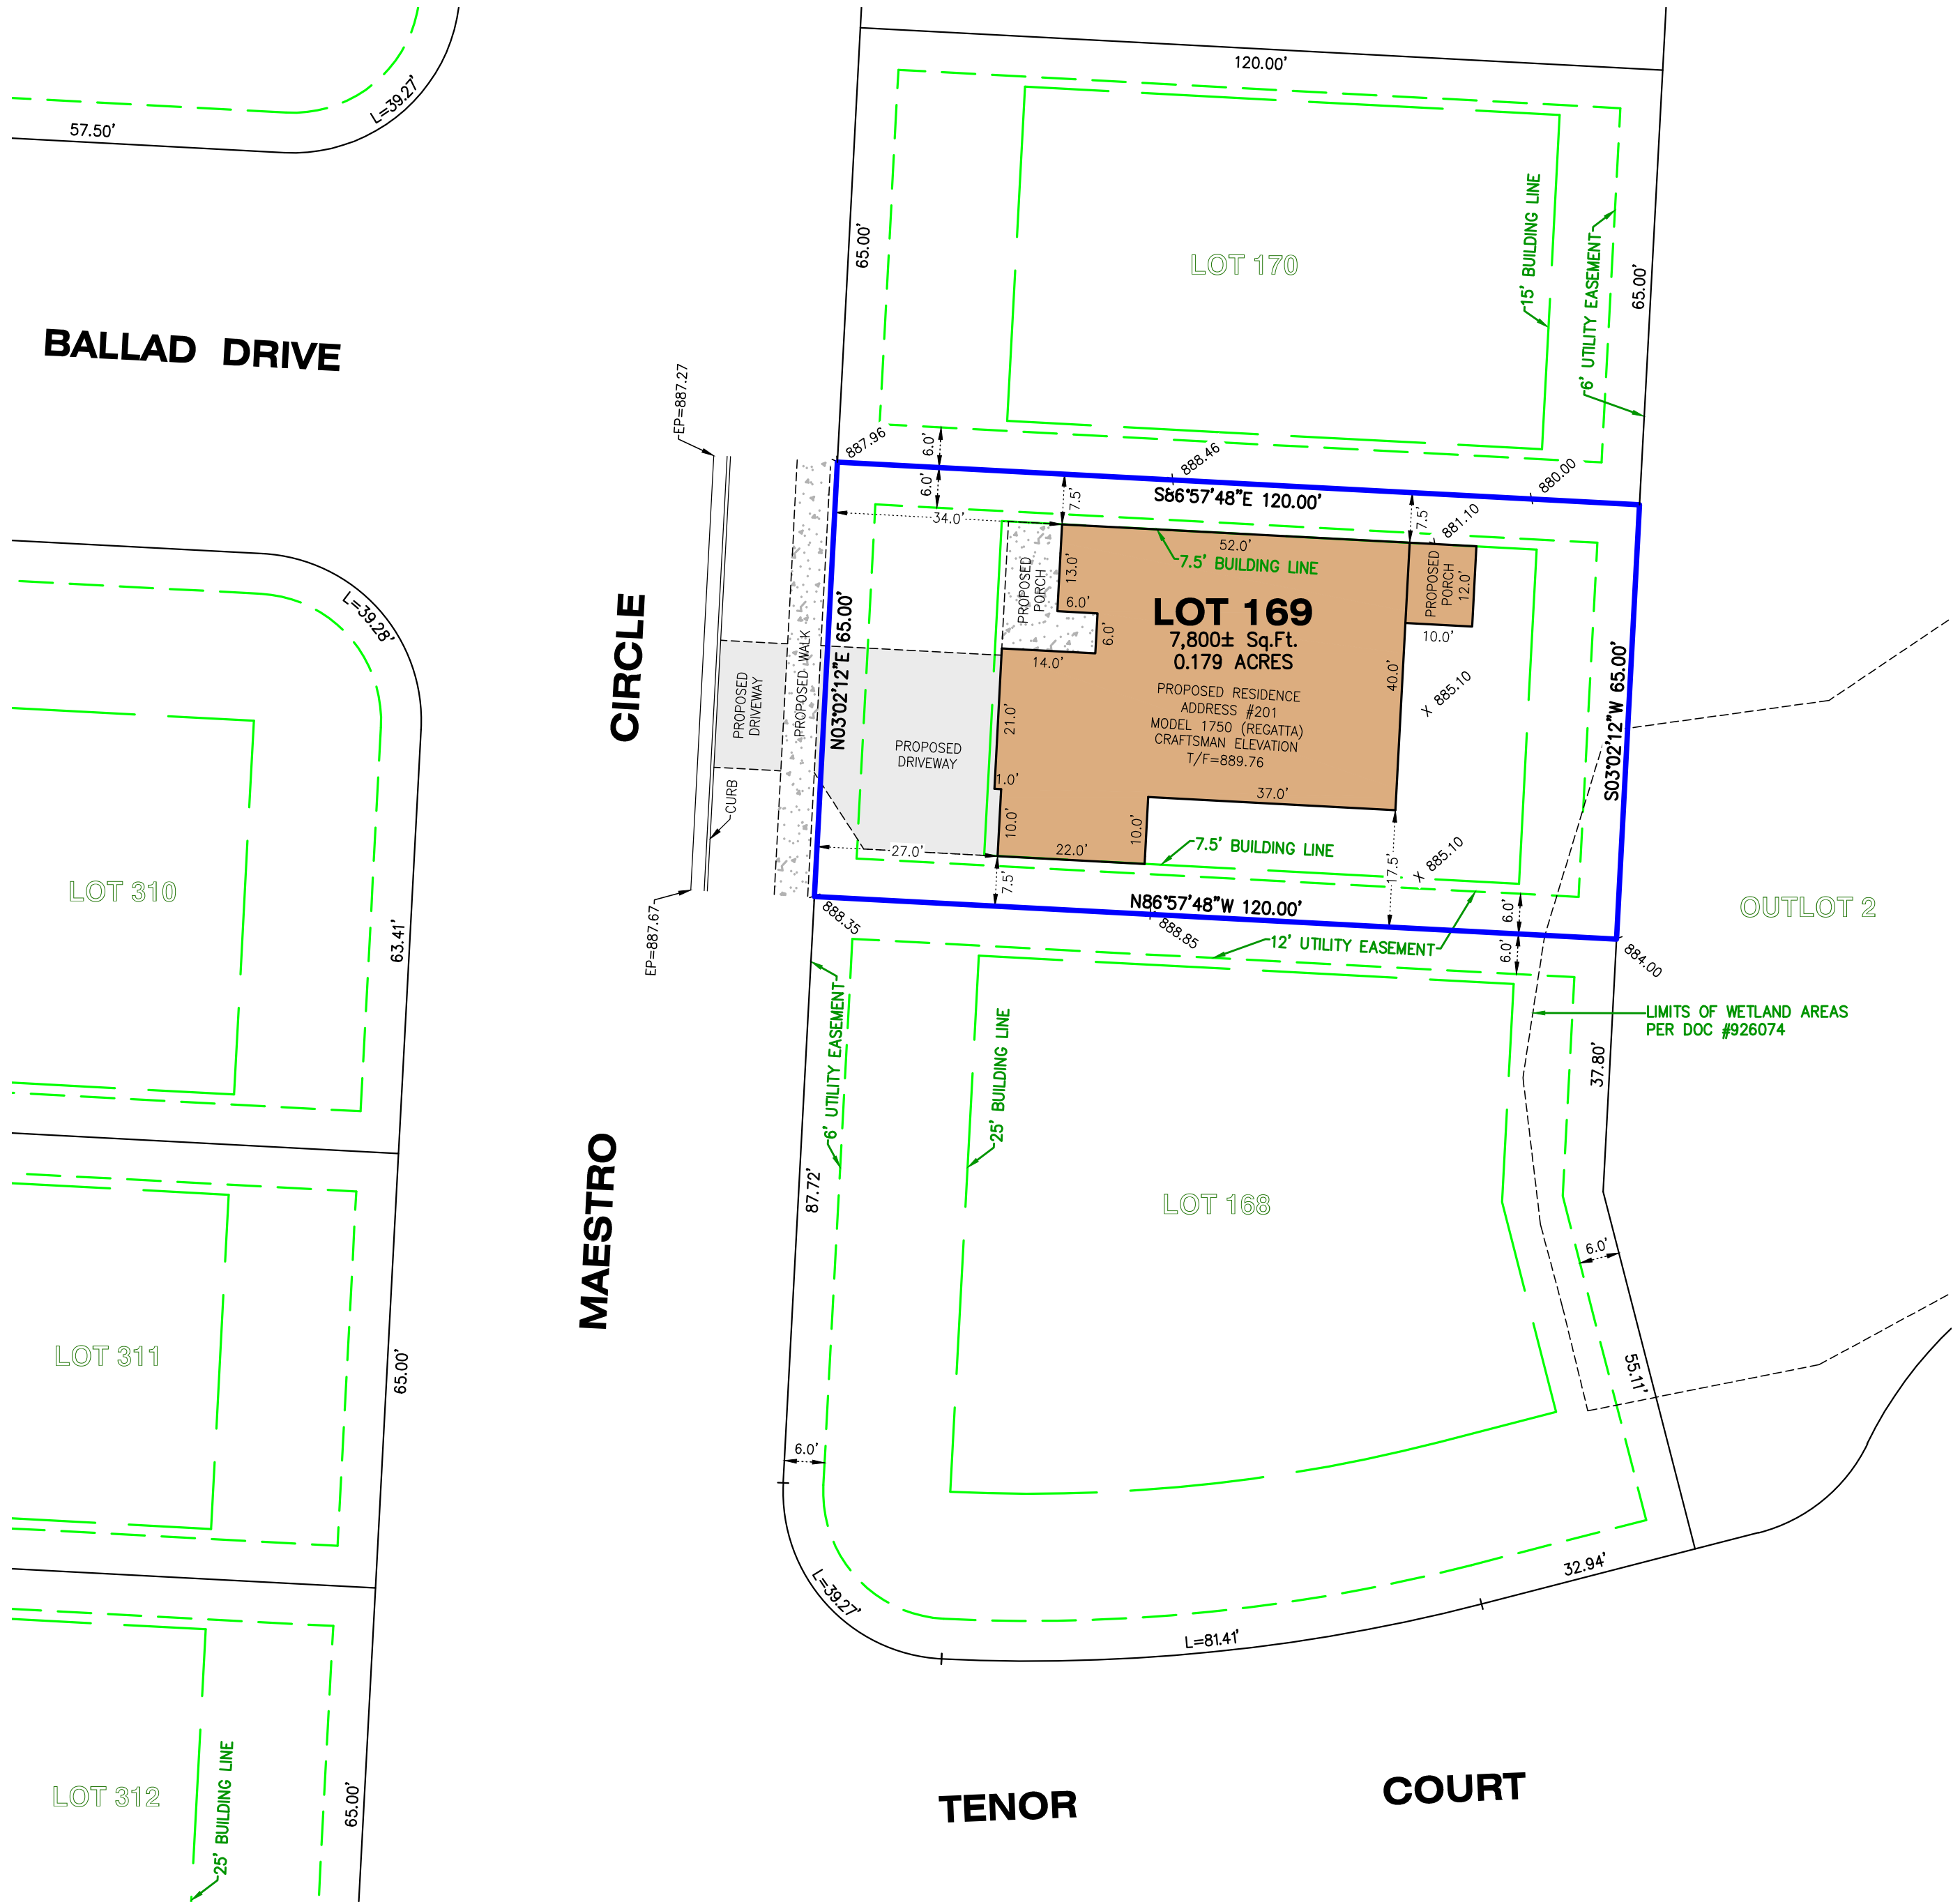 120.00'
L=39.27'
57.50'
65.00'
LOT 170
15' BUILDING LINE
6' UTILITY EASEMENT
65.00'
BALLAD DRIVE
EP=887.27
887.96
6.0'
888.46
880.00
6.0'
S86°57'48"E 120.00'
7.5'
7.5'
881.10
34.0'
52.0'
7.5' BUILDING LINE
PROPOSED
PORCH
13.0'
PROPOSED
PORCH
12.0'
L=39.28'
CIRCLE
N03°02'12"E 65.00'
6.0'
6.0'
LOT 169
7,800± Sq.Ft.
0.179 ACRES
10.0'
14.0'
40.0'
S03°02'12"W 65.00'
PROPOSED
DRIVEWAY
PROPOSED WALK
PROPOSED RESIDENCE
ADDRESS #201
MODEL 1750 (REGATTA)
CRAFTSMAN ELEVATION
T/F=889.76
X 885.10
21.0'
PROPOSED
DRIVEWAY
1.0'
37.0'
CURB
10.0'
10.0'
27.0'
22.0'
7.5' BUILDING LINE
17.5'
X 885.10
LOT 310
7.5'
N86°57'48"W 120.00'
6.0'
OUTLOT 2
888.35
888.85
12' UTILITY EASEMENT
6.0'
884.00
63.41'
EP=887.67
6' UTILITY EASEMENT
25' BUILDING LINE
LIMITS OF WETLAND AREAS
PER DOC #926074
37.80'
MAESTRO
87.72'
LOT 168
6.0'
LOT 311
65.00'
55.11'
6.0'
32.94'
L=39.27'
L=81.41'
LOT 312
25' BUILDING LINE
65.00'
TENOR COURT